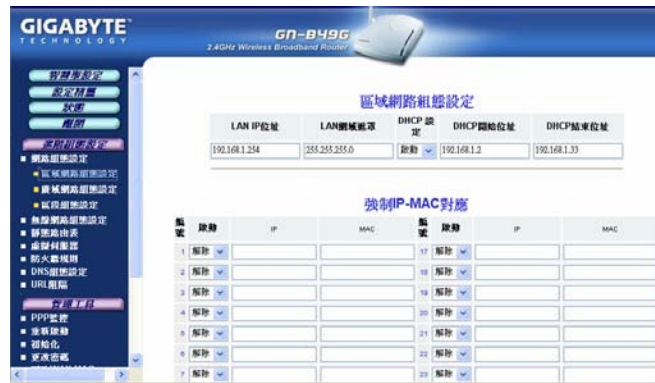 GIGABYTE
TECHNOLOGY
GN-B49G
2.4GHz Wireless Broadband Router
智慧型設定
設定精靈
狀態
離開
進階組態設定
網路組態設定
區域網路組態設定
廣域網路組態設定
區段組態設定
無線網路組態設定
靜態路由表
虛擬伺服器
防火牆規則
DNS組態設定
URL阻隔
管理工具
PPP監控
重新啟動
初始化
更改密碼
區域網路組態設定
LAN IP位址 LAN網域遮罩 DHCP 設定 DHCP開始位址 DHCP結束位址
192.168.1.254 255.255.255.0 啟動 192.168.1.2 192.168.1.33
強制IP-MAC對應
編號 啟動 IP MAC 編號 啟動 IP MAC
1 解除 17 解除
2 解除 18 解除
3 解除 19 解除
4 解除 20 解除
5 解除 21 解除
6 解除 22 解除
7 解除 23 解除